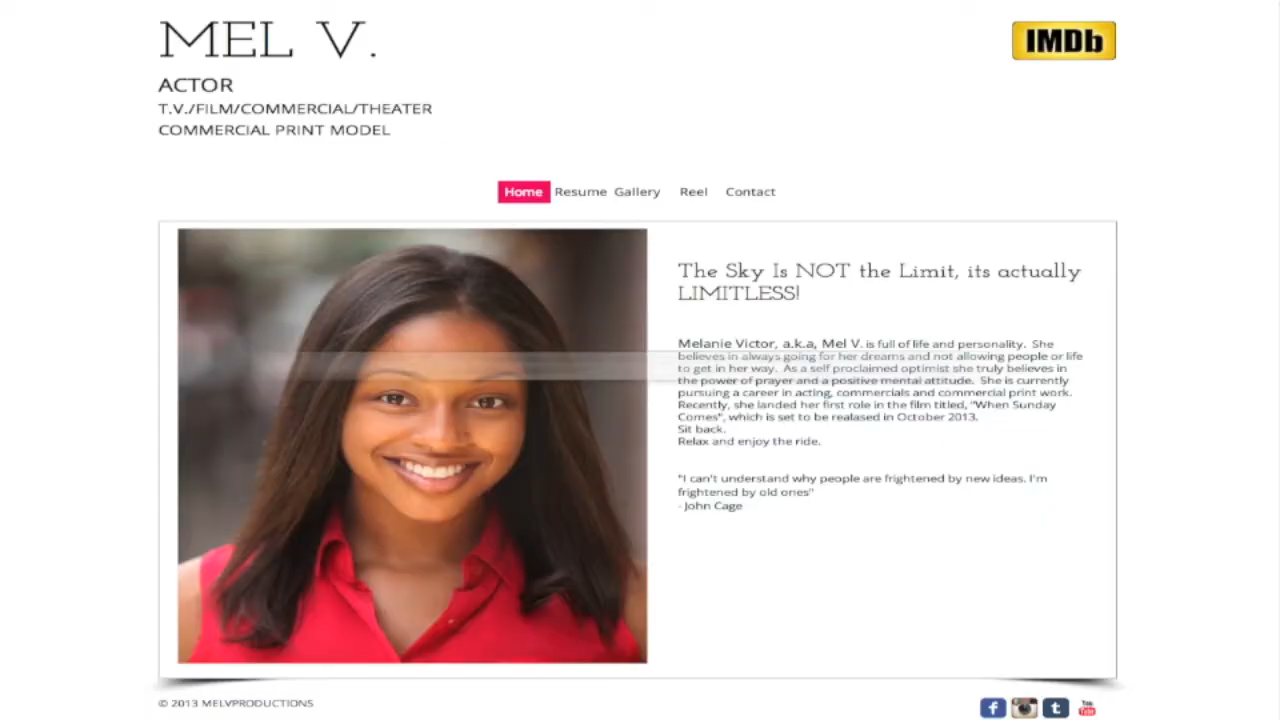 MEL V.
IMDb
ACTOR
T.V./FILM/COMMERCIAL/THEATER
COMMERCIAL PRINT MODEL
Home Resume Gallery Reel Contact
The Sky Is NOT the Limit, its actually
LIMITLESS!
Melanie Victor, a.k.a, Mel V. is full of life and personality. She
believes in always going for her dreams and not allowing people or life
to get in her way. As a self proclaimed optimist she truly believes in
the power of prayer and a positive mental attitude. She is currently
pursuing a career in acting, commercials and commercial print work.
Recently, she landed her first role in the film titled, "When Sunday
Comes", which is set to be realased in October 2013.
Sit back.
Relax and enjoy the ride.
"I can't understand why people are frightened by new ideas. I'm
frightened by old ones"
- John Cage
© 2013 MELVPRODUCTIONS
f t You Tube